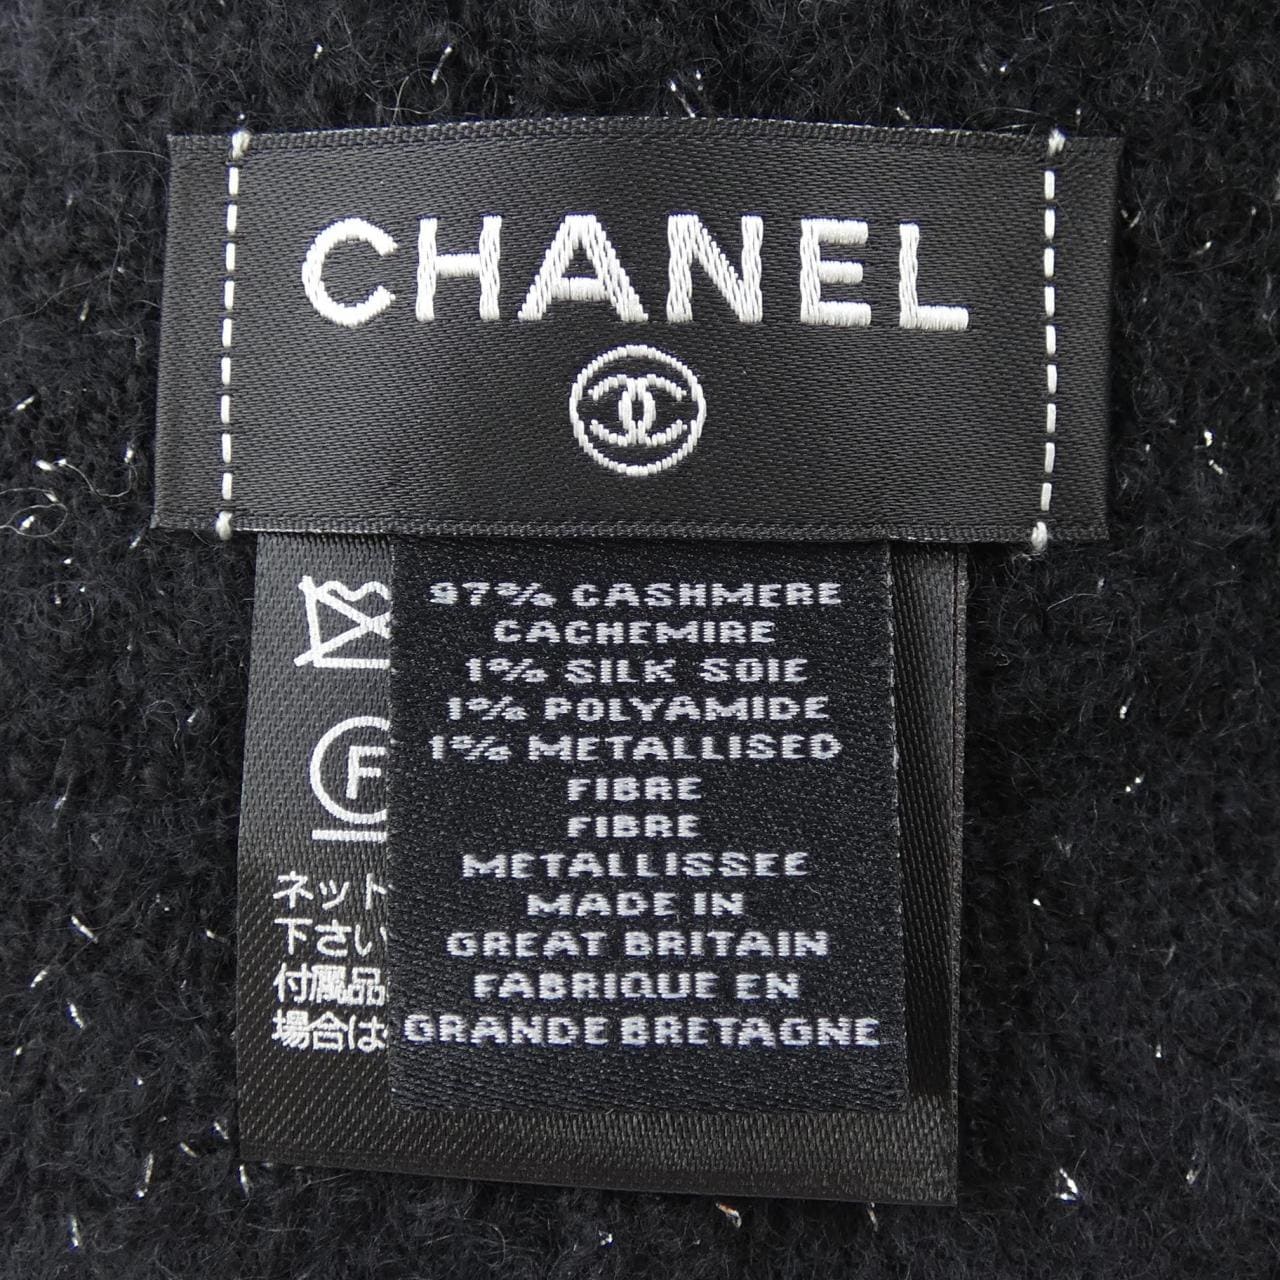 CHANEL
97% CASHMERE
CACHEMIRE
1% SILK SOIE
1% POLYAMIDE
1% METALLISED
FIBRE
FIBRE
METALLISSEE
MADE IN
GREAT BRITAIN
FABRIQUE EN
GRANDE BRETAGNE
F
ネット
下さい
付属品
場合は